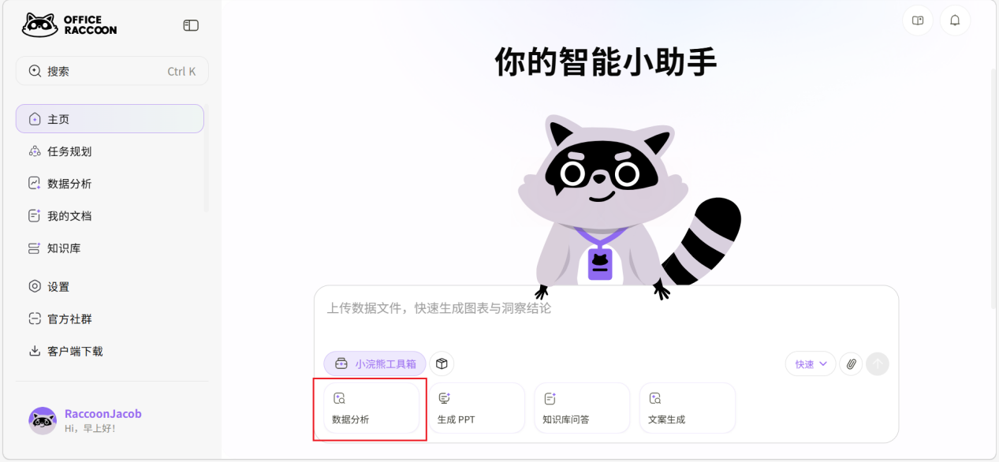 OFFICE
RACCOON
搜索
Ctrl K
主页
任务规划
数据分析
我的文档
知识库
设置
官方社群
客户端下载
RaccoonJacob
Hi，早上好！
你的智能小助手
上传数据文件，快速生成图表与洞察结论
小浣熊工具箱
快速
数据分析
生成 PPT
知识库问答
文案生成